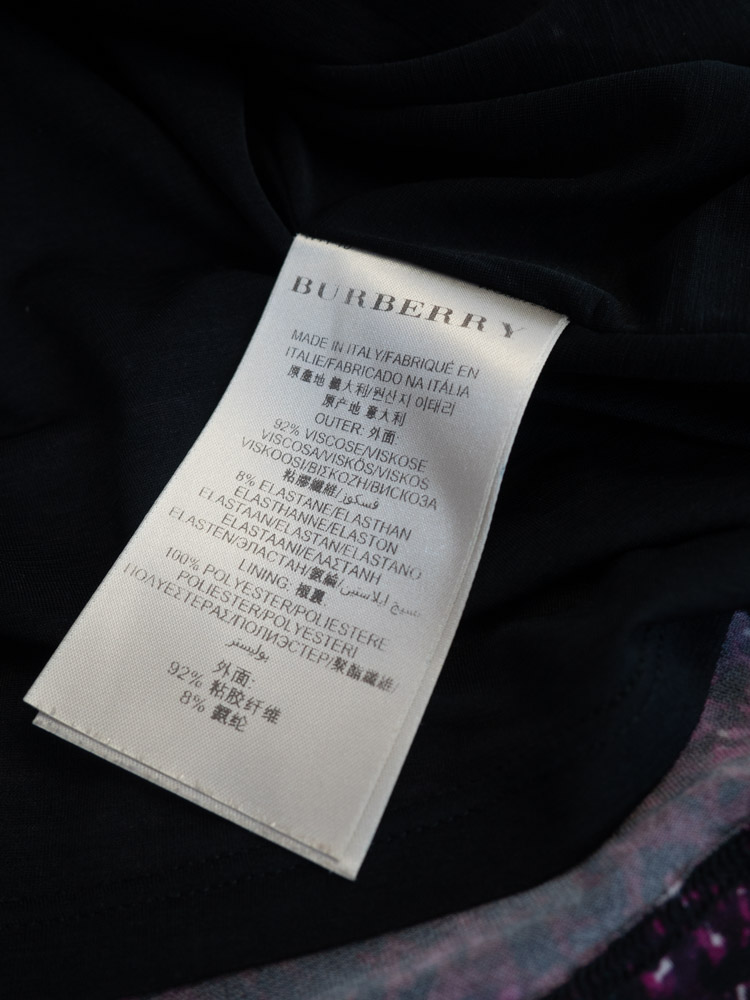 BURBERRY
MADE IN ITALY/FABRIQUÉ EN
ITALIE/FABRICADO NA ITÁLIA
原產地 義大利/원산지 이태리
原产地 意大利
OUTER: 外面
92% VISCOSE/VISKOSE
VISCOSA/VISKÓS/VISKOS
VISKOOSI/ΒΙΣΚΟΖΗ/ВИСКОЗА
粘膠纖維/فسكوز
8% ELASTANE/ELASTHAN
ELASTHANNE/ELASTON
ELASTAAN/ELASTAN/ELASTANO
ELASTAANI/ΕΛΑΣΤΑΝΗ
ELASTEN/ЭЛАСТАН/氨綸/نسيج ايلاستين
LINING: 襯裏
100% POLYESTER/POLIESTERE
POLIESTER/POLYESTERI
ΠΟΛΥΕΣΤΕΡΑΣ/ПОЛИЭСТЕР/聚酯纖維/
بوليستر
外面:
92% 粘胶纤维
8% 氨纶